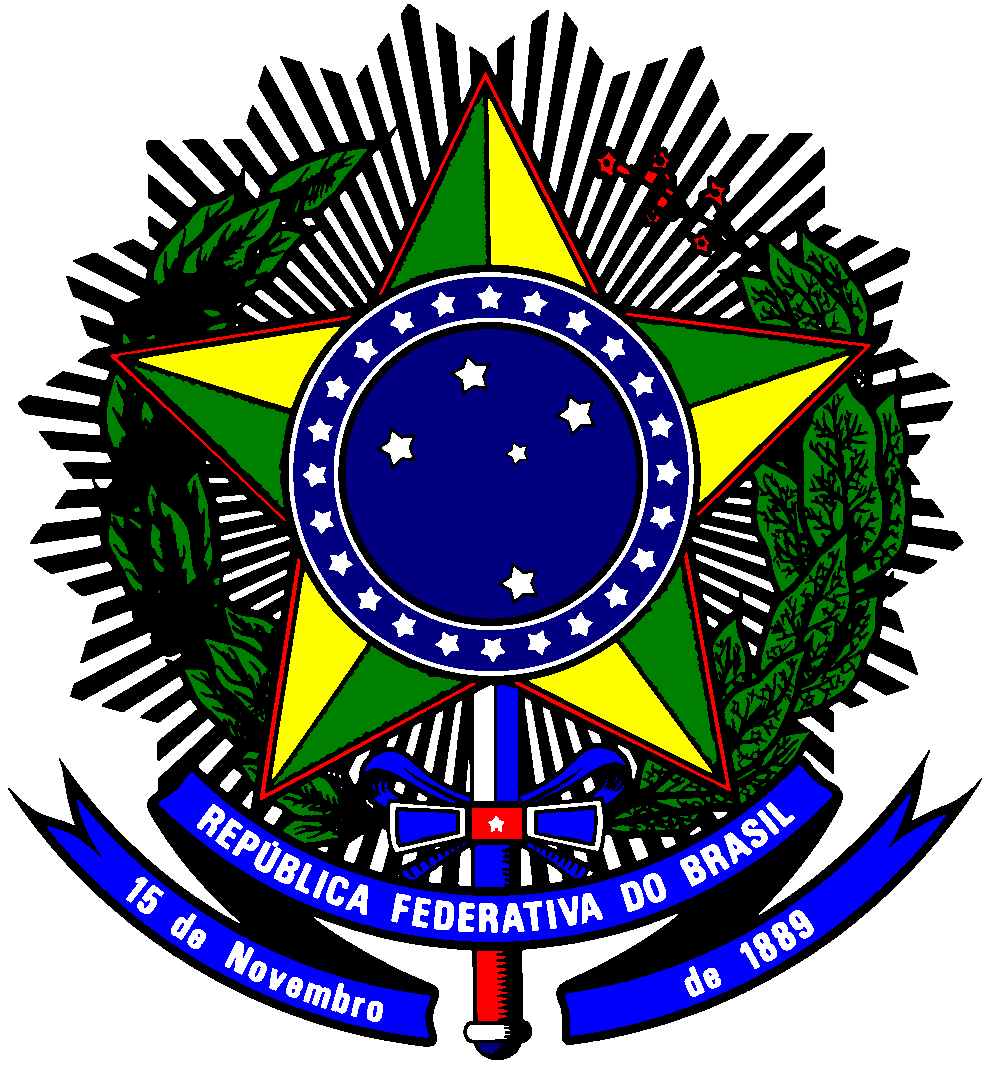 REPÚBLICA FEDERATIVA DO BRASIL
15 de Novembro
de 1889